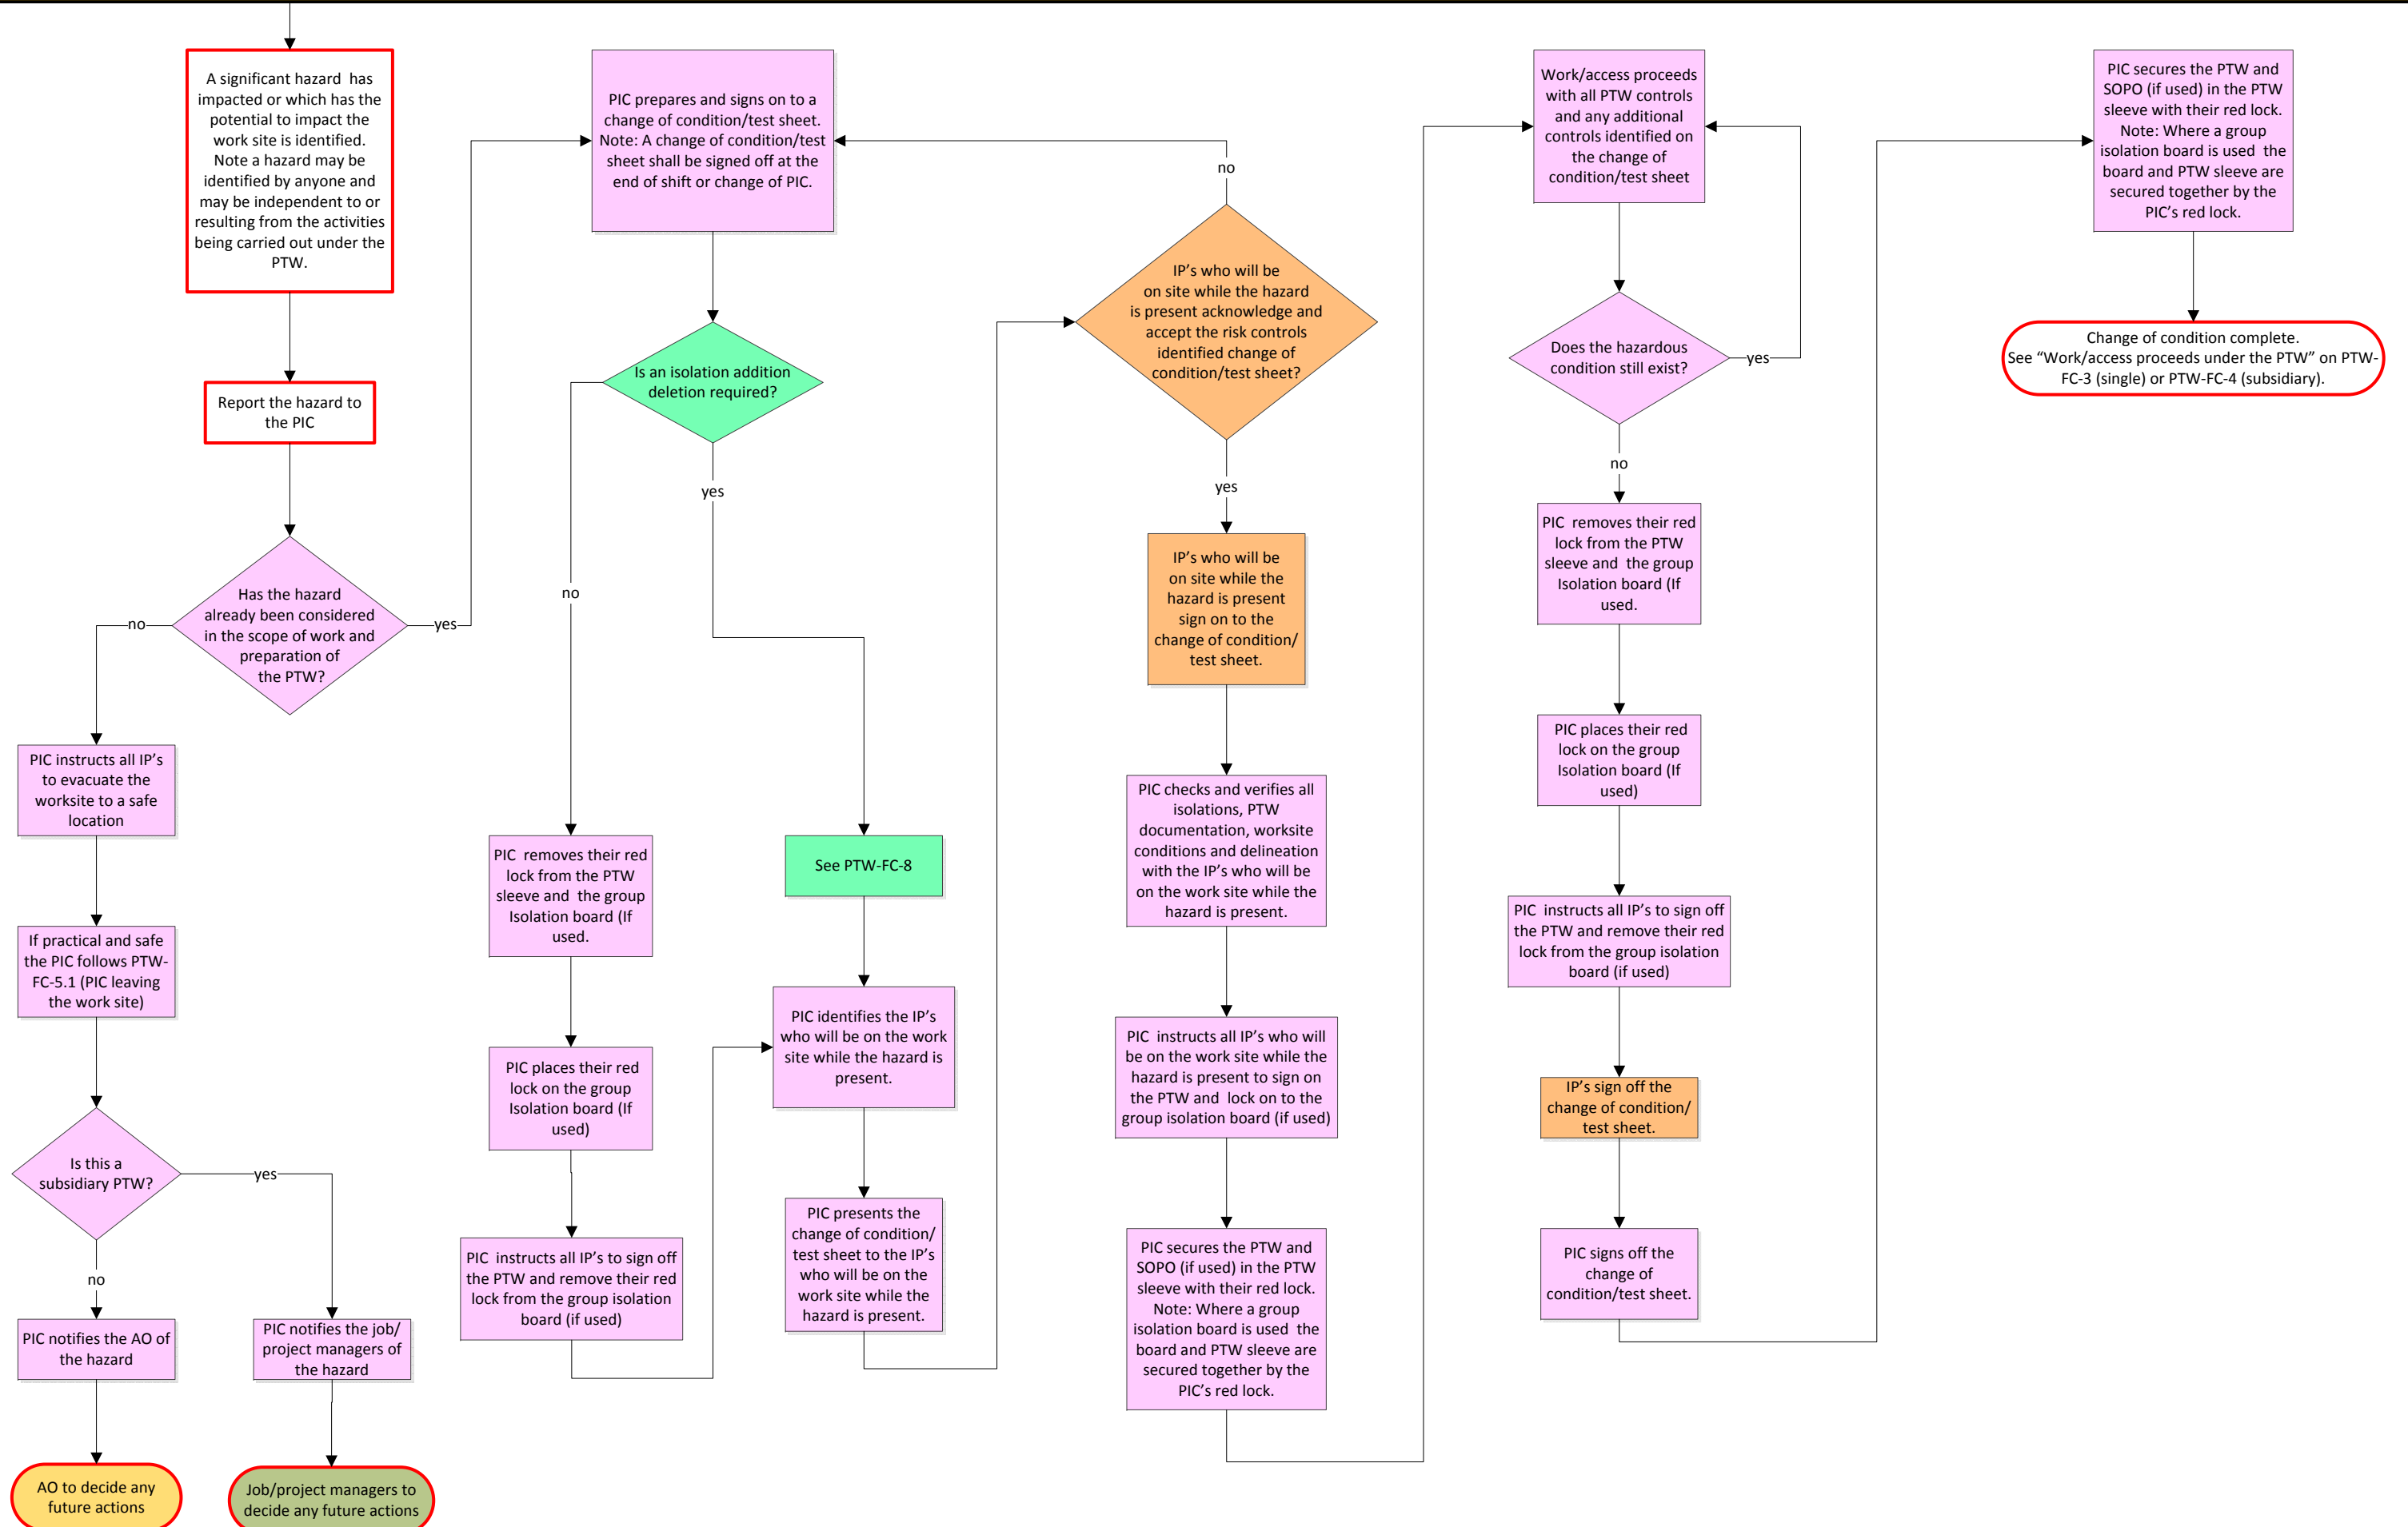 A significant hazard has
impacted or which has the
potential to impact the
work site is identified.
Note a hazard may be
identified by anyone and
may be independent to or
resulting from the activities
being carried out under the
PTW.
Report the hazard to
the PIC
Has the hazard
already been considered
in the scope of work and
preparation of
the PTW?
no
yes
PIC instructs all IP's
to evacuate the
worksite to a safe
location
If practical and safe
the PIC follows PTW-
FC-5.1 (PIC leaving
the work site)
Is this a
subsidiary PTW?
yes
no
PIC notifies the AO of
the hazard
PIC notifies the job/
project managers of
the hazard
AO to decide any
future actions
Job/project managers to
decide any future actions
PIC prepares and signs on to a
change of condition/test sheet.
Note: A change of condition/test
sheet shall be signed off at the
end of shift or change of PIC.
Is an isolation addition
deletion required?
yes
no
PIC removes their red
lock from the PTW
sleeve and the group
Isolation board (If
used.
PIC places their red
lock on the group
Isolation board (If
used)
PIC instructs all IP's to sign off
the PTW and remove their red
lock from the group isolation
board (if used)
See PTW-FC-8
PIC identifies the IP's
who will be on the work
site while the hazard is
present.
PIC presents the
change of condition/
test sheet to the IP's
who will be on the
work site while the
hazard is present.
no
IP's who will be
on site while the hazard
is present acknowledge and
accept the risk controls
identified change of
condition/test sheet?
yes
IP's who will be
on site while the
hazard is present
sign on to the
change of condition/
test sheet.
PIC checks and verifies all
isolations, PTW
documentation, worksite
conditions and delineation
with the IP's who will be
on the work site while the
hazard is present.
PIC instructs all IP's who will
be on the work site while the
hazard is present to sign on
the PTW and lock on to the
group isolation board (if used)
PIC secures the PTW and
SOPO (if used) in the PTW
sleeve with their red lock.
Note: Where a group
isolation board is used the
board and PTW sleeve are
secured together by the
PIC's red lock.
Work/access proceeds
with all PTW controls
and any additional
controls identified on
the change of
condition/test sheet
Does the hazardous
condition still exist?
yes
no
PIC removes their red
lock from the PTW
sleeve and the group
Isolation board (If
used.
PIC places their red
lock on the group
Isolation board (If
used)
PIC instructs all IP's to sign off
the PTW and remove their red
lock from the group isolation
board (if used)
IP's sign off the
change of condition/
test sheet.
PIC signs off the
change of
condition/test sheet.
PIC secures the PTW and
SOPO (if used) in the PTW
sleeve with their red lock.
Note: Where a group
isolation board is used the
board and PTW sleeve are
secured together by the
PIC's red lock.
Change of condition complete.
See "Work/access proceeds under the PTW" on PTW-
FC-3 (single) or PTW-FC-4 (subsidiary).